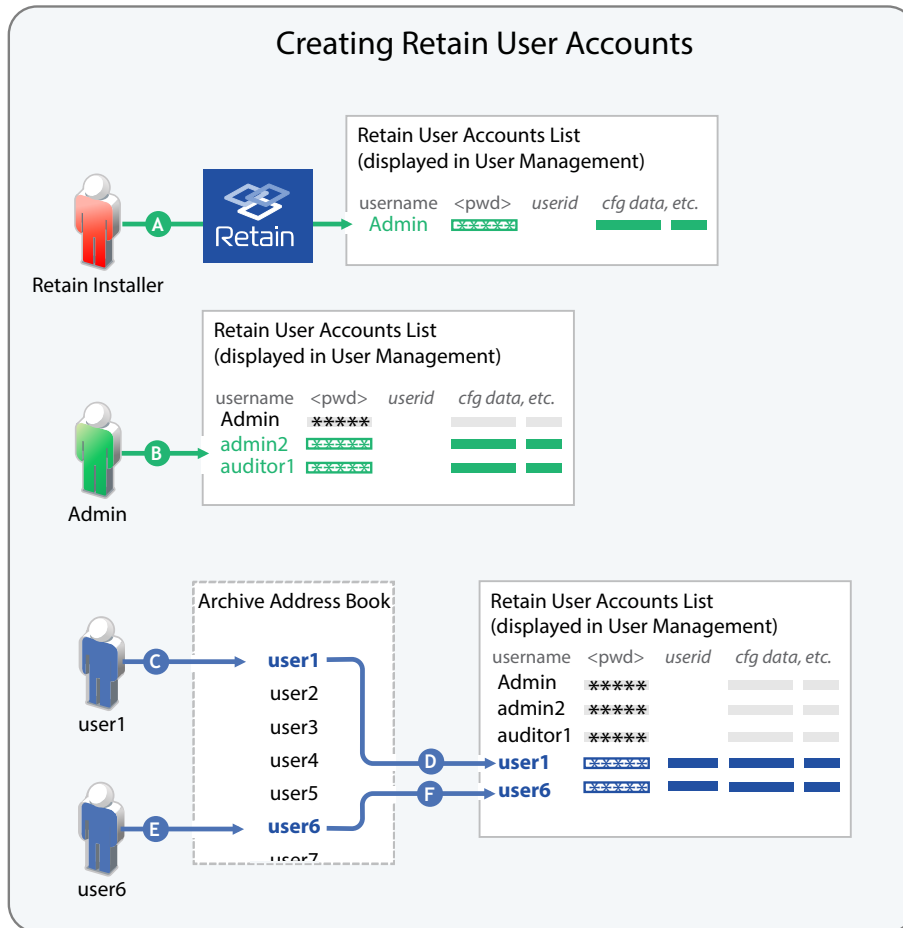 Creating Retain User Accounts
Retain User Accounts List
(displayed in User Management)
username <pwd> userid cfg data, etc.
Admin *****
A
Retain
Retain Installer
Retain User Accounts List
(displayed in User Management)
username <pwd> userid cfg data, etc.
Admin *****
admin2 *****
auditor1 *****
B
Admin
Archive Address Book
user1
user2
user3
user4
user5
user6
user7
C
user1
E
user6
D
F
Retain User Accounts List
(displayed in User Management)
username <pwd> userid cfg data, etc.
Admin *****
admin2 *****
auditor1 *****
user1 *****
user6 *****